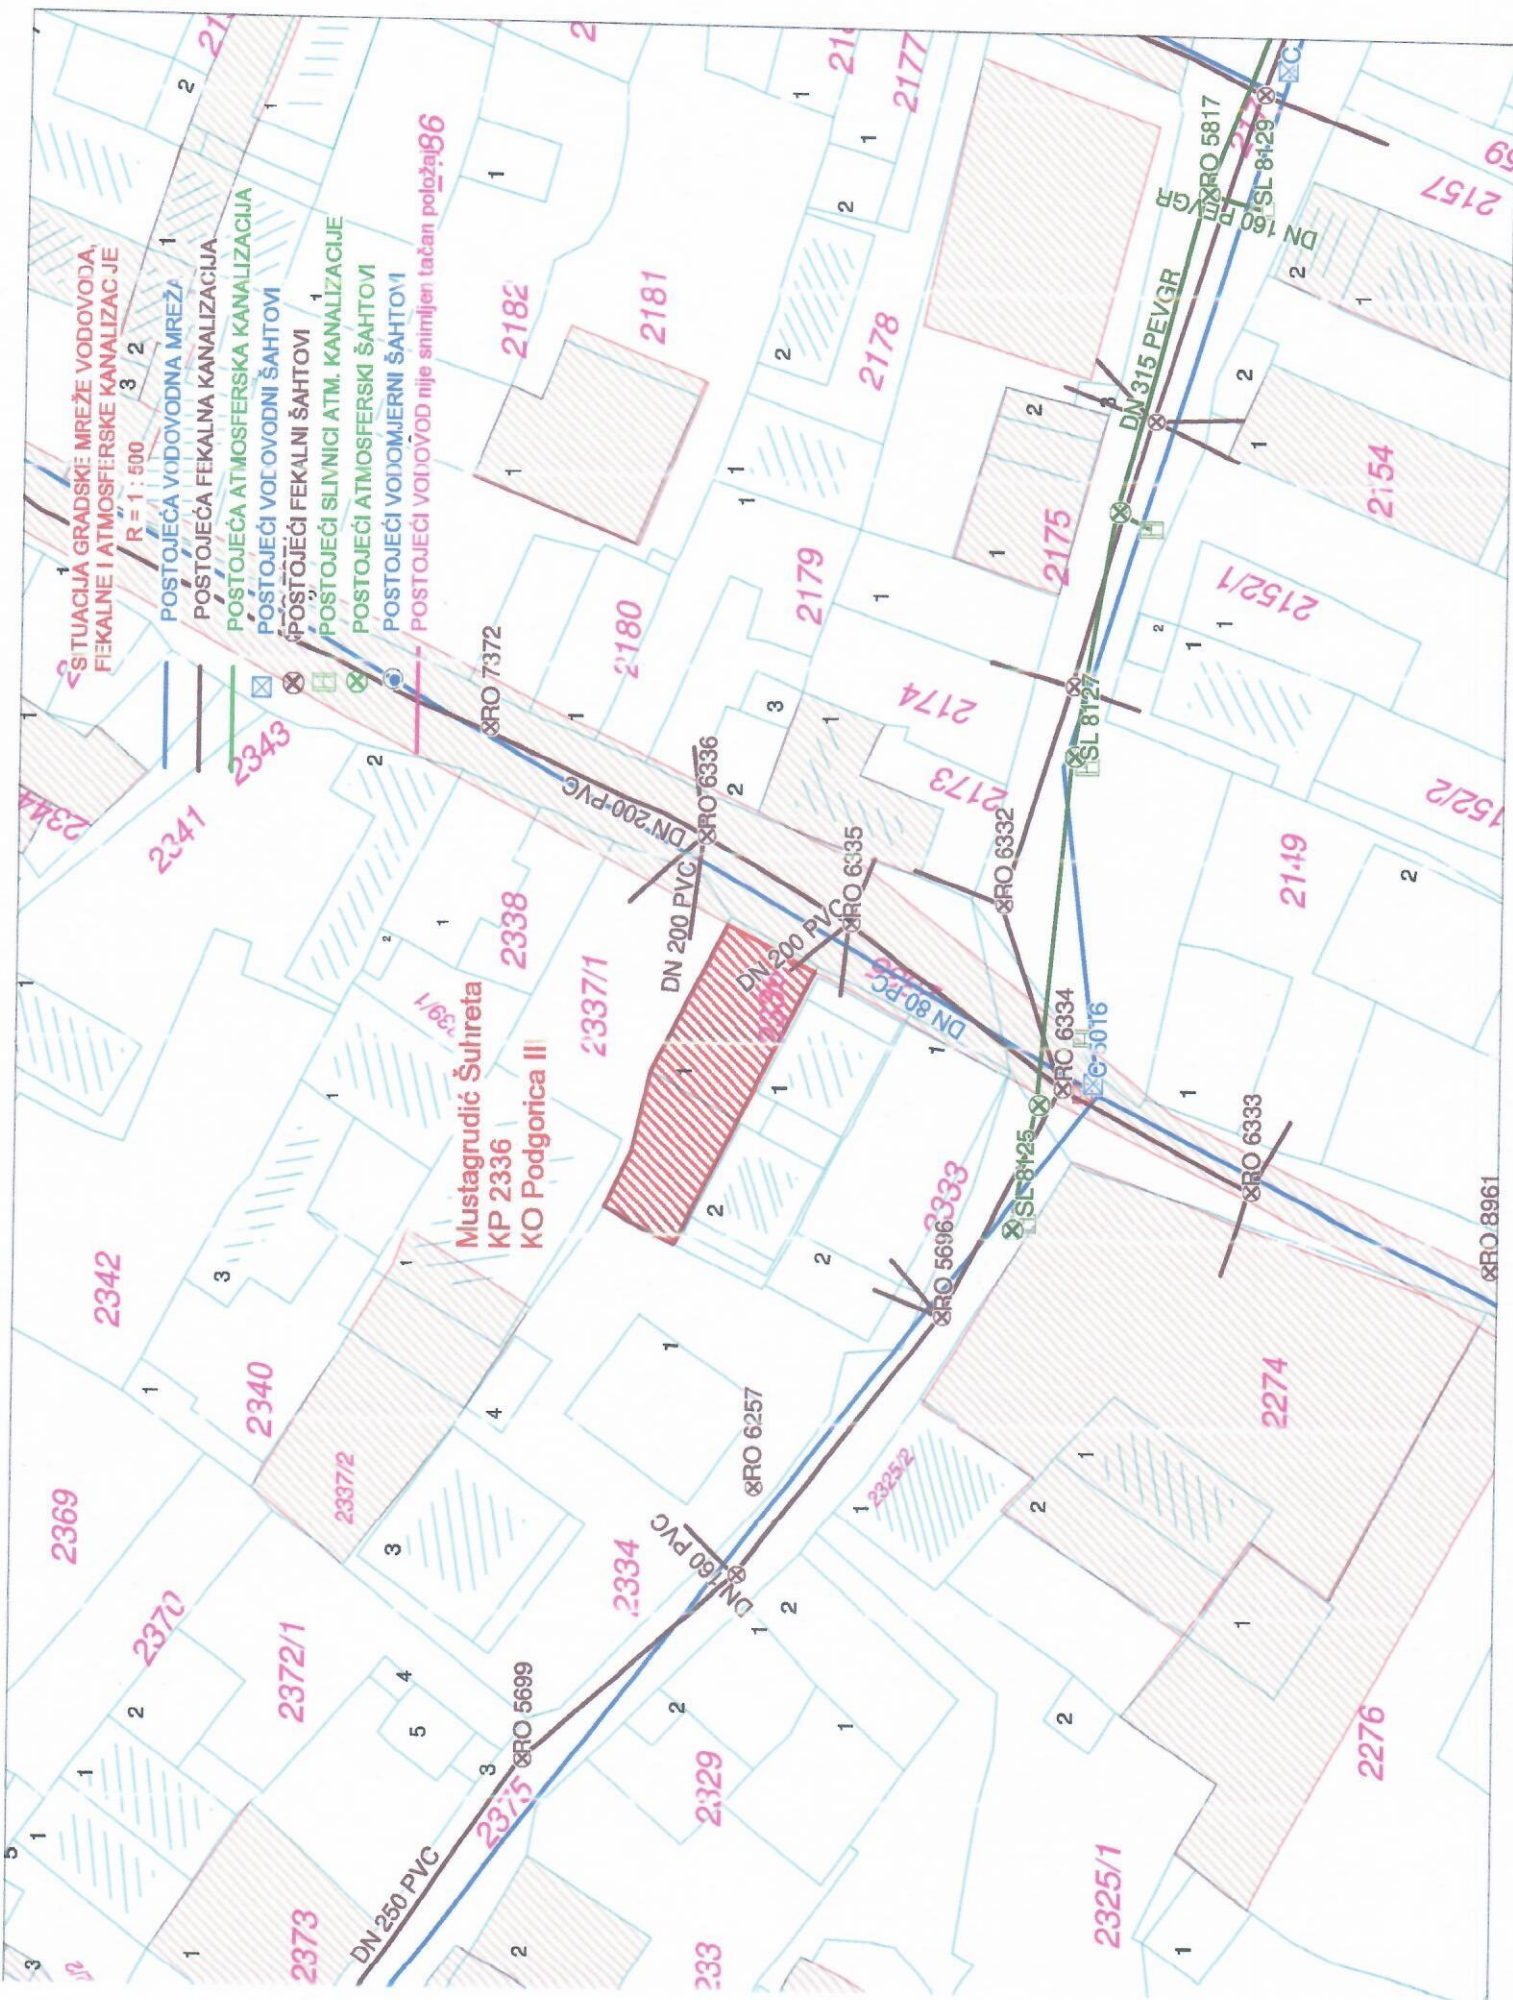 SITUACIJA GRADSKE MREŽE VODOVODA,
FEKALNE I ATMOSFERSKE KANALIZACIJE
R = 1 : 500
POSTOJEĆA VODOVODNA MREŽA
POSTOJEĆA FEKALNA KANALIZACIJA
POSTOJEĆA ATMOSFERSKA KANALIZACIJA
POSTOJEĆI VODOVODNI ŠAHTOVI
POSTOJEĆI FEKALNI ŠAHTOVI
POSTOJEĆI SLIVNICI ATM. KANALIZACIJE
POSTOJEĆI ATMOSFERSKI ŠAHTOVI
POSTOJEĆI VODOMJERNI ŠAHTOVI
POSTOJEĆI VODOVOD nije snimljen tačan položaj
Mustagrudić Šuhreta
KP 2336
KO Podgorica II
2344
2343
2341
2338
2337/1
2342
2340
2337/2
2369
2370
2372/1
2373
2375
2334
2329
2333
2325/2
2325/1
2276
2274
2182
2181
2180
2179
2178
2177
2175
2174
2173
2157
2154
2152/1
2149
RO 7372
RO 6336
RO 6335
RO 6332
RO 6334
RO 6333
RO 8961
RO 5696
RO 6257
RO 5699
RO 5817
SL 8129
SL 8127
SL 8125
DN 200 PVC
DN 200 PVC
DN 200 PVC
DN 80 PC
DN 160 PVC
DN 250 PVC
DN 315 PEVGR
DN 160 PEVGR